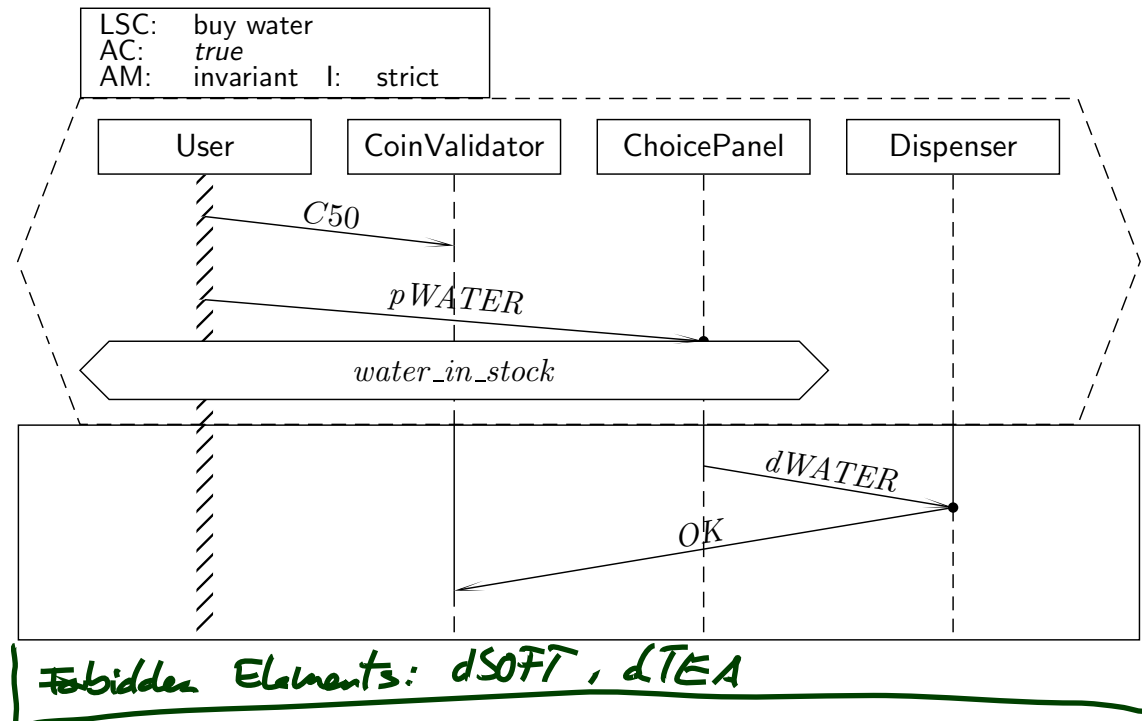 LSC: buy water
AC: true
AM: invariant I: strict
User CoinValidator ChoicePanel Dispenser
C50
pWATER
water_in_stock
dWATER
OK
Forbidden Elements: dSOFT, dTEA